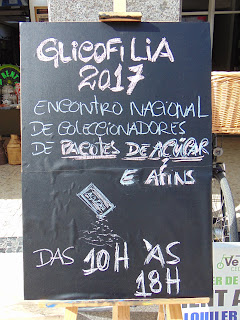 GLICOFILIA
2017
ENCONTRO NACIONAL
DE COLECCIONADORES
DE PACOTES DE AÇÚCAR
E AFINS
DAS 10H ÀS
18H